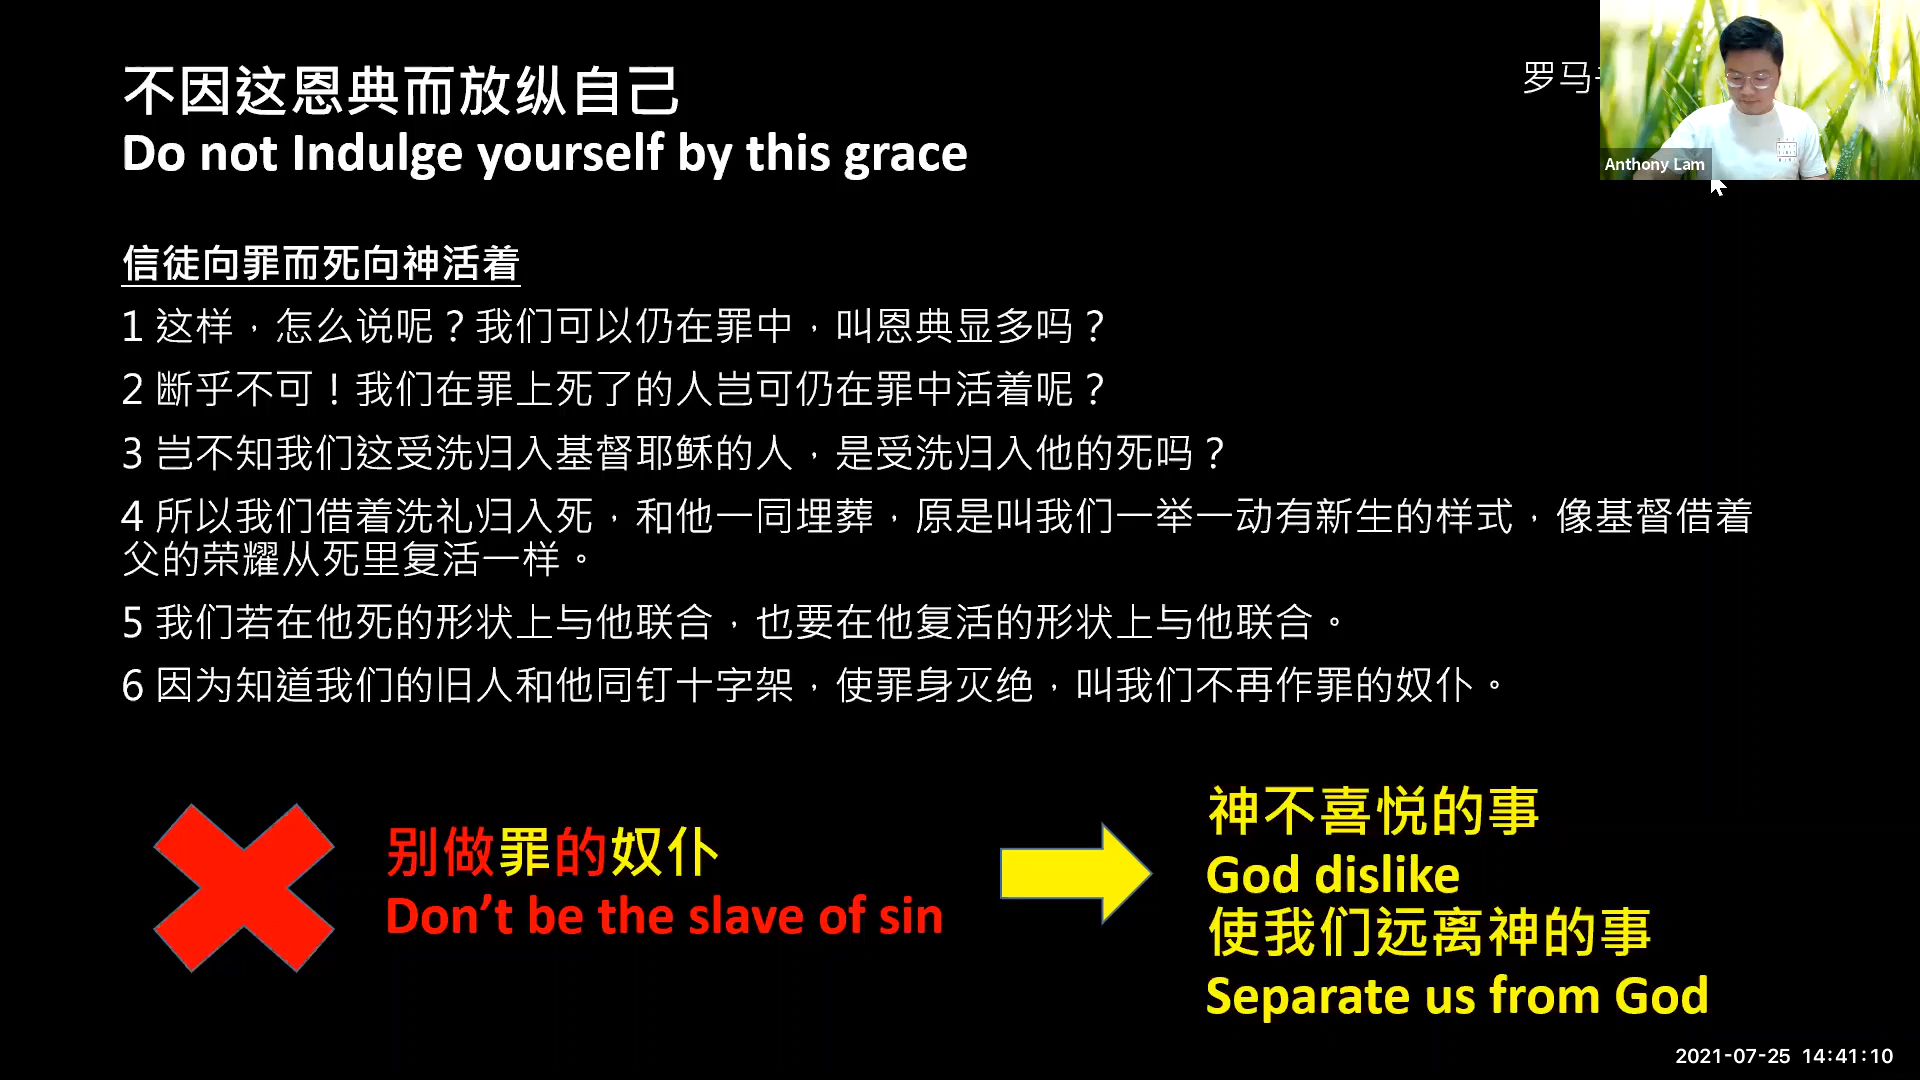 不因这恩典而放纵自己
Do not Indulge yourself by this grace
罗马
Anthony Lam
信徒向罪而死向神活着
1 这样，怎么说呢？我们可以仍在罪中，叫恩典显多吗？
2 断乎不可！我们在罪上死了的人岂可仍在罪中活着呢？
3 岂不知我们这受洗归入基督耶稣的人，是受洗归入他的死吗？
4 所以我们借着洗礼归入死，和他一同埋葬，原是叫我们一举一动有新生的样式，像基督借着
父的荣耀从死里复活一样。
5 我们若在他死的形状上与他联合，也要在他复活的形状上与他联合。
6 因为知道我们的旧人和他同钉十字架，使罪身灭绝，叫我们不再作罪的奴仆。
别做罪的奴仆
Don’t be the slave of sin
神不喜悦的事
God dislike
使我们远离神的事
Separate us from God
2021-07-25 14:41:10